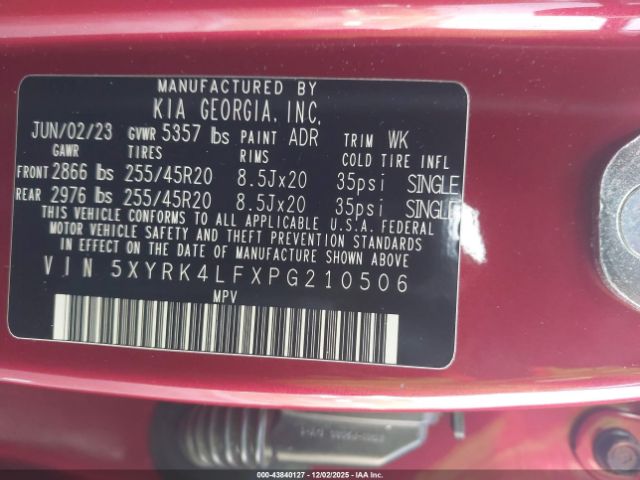 MANUFACTURED BY
KIA GEORGIA, INC,
JUN/02/23 GVWR 5357 lbs PAINT ADR TRIM WK
GAWR TIRES RIMS COLD TIRE INFL
FRONT 2866 lbs 255/45R20 8.5Jx20 35psi SINGLE
REAR 2976 lbs 255/45R20 8.5Jx20 35psi SINGLE
THIS VEHICLE CONFORMS TO ALL APPLICABLE U.S.A. FEDERAL
MOTOR VEHICLE SAFETY AND THEFT PREVENTION STANDARDS
IN EFFECT ON THE DATE OF MANUFACTURE SHOWN ABOVE
VIN 5XYRK4LFXPG210506
MPV
000-43840127 - 12/02/2025 - IAAI.com